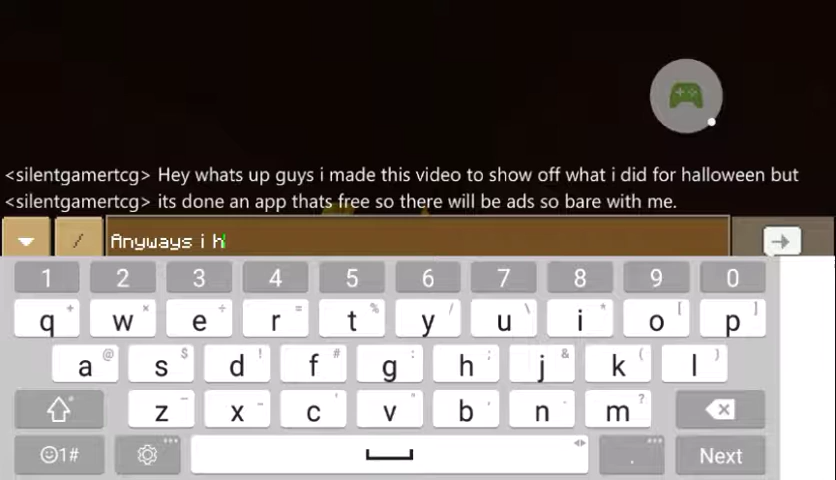 <silentgamertcg> Hey whats up guys i made this video to show off what i did for halloween but
<silentgamertcg> its done an app thats free so there will be ads so bare with me.
/ Anyways i h
1 2 3 4 5 6 7 8 9 0
q + w × e ÷ r = t % y / u \ i * o [ p ]
a @ s $ d ! f # g : h ; j & k ( l )
z - x _ c ' v " b , n . m ?
☺1# . Next